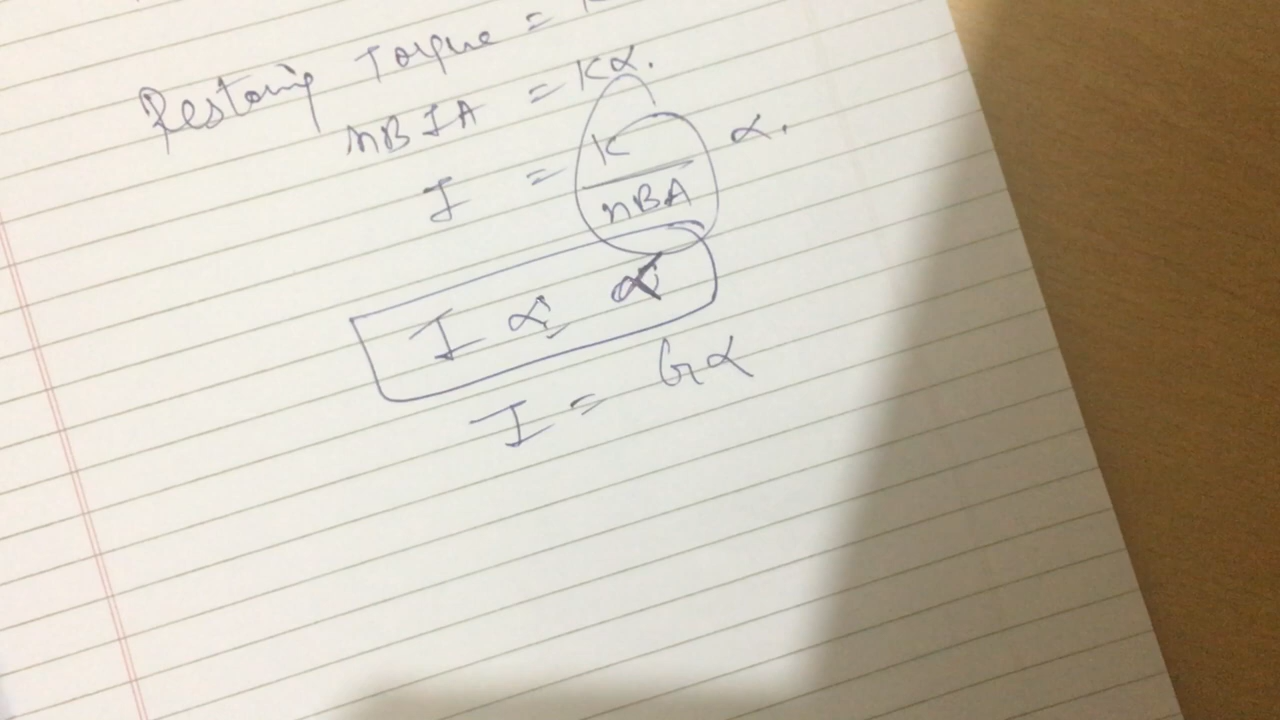 Restoring Torque =
nBIA = Kα.
I = K/nBA α.
I ∝ α
I = Gα